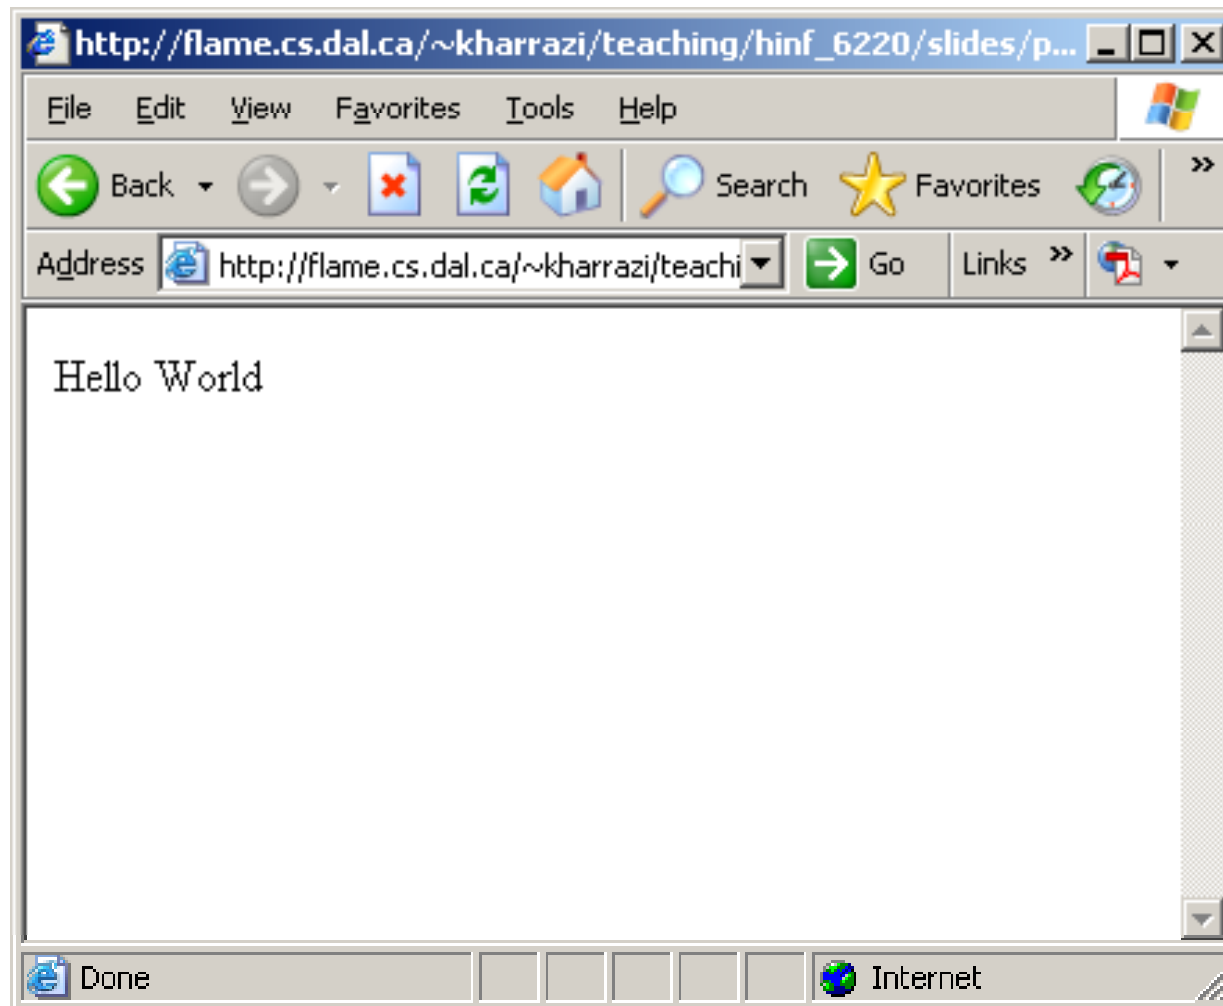 http://flame.cs.dal.ca/~kharrazi/teaching/hinf_6220/slides/p...
File Edit View Favorites Tools Help
Back Search Favorites »
Address http://flame.cs.dal.ca/~kharrazi/teachi Go Links »
Hello World
Done Internet